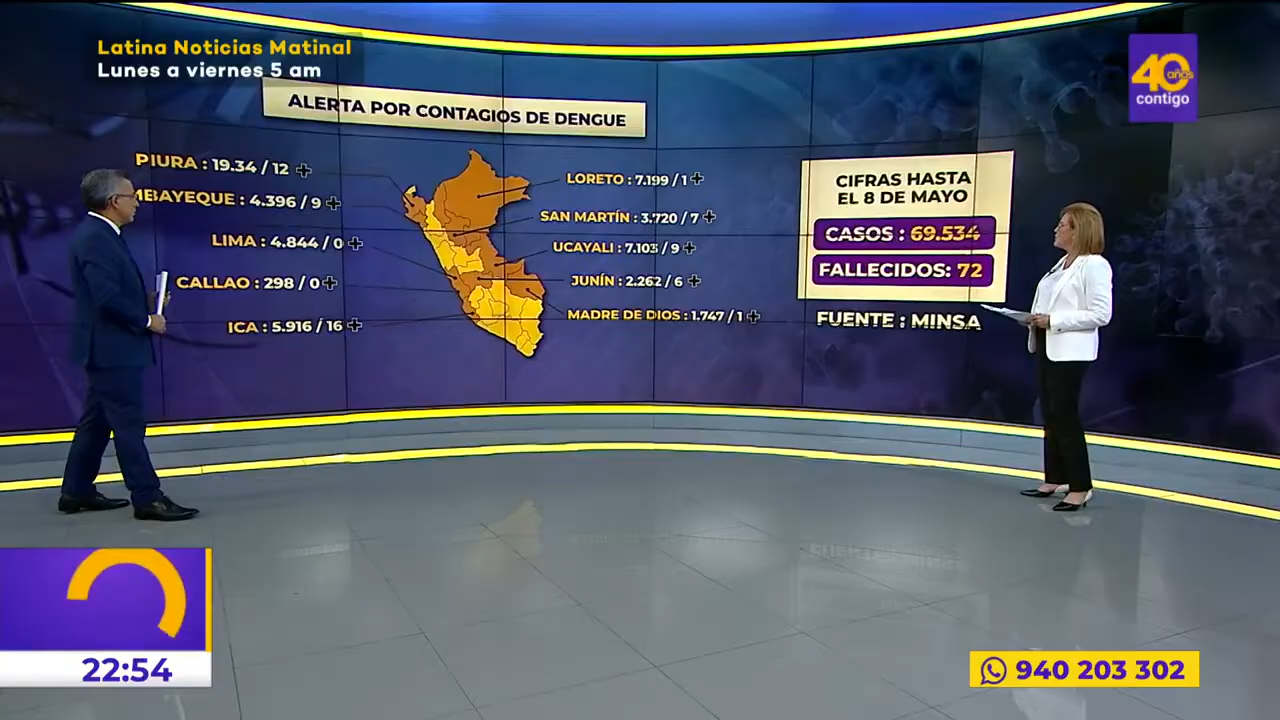 Latina Noticias Matinal
Lunes a viernes 5 am
40 años
contigo
ALERTA POR CONTAGIOS DE DENGUE
PIURA : 19.34 / 12
MBAYEQUE : 4.396 / 9
LIMA : 4.844 / 0
CALLAO : 298 / 0
ICA : 5.916 / 16
LORETO : 7.199 / 1
SAN MARTÍN : 3.720 / 7
UCAYALI : 7.103 / 9
JUNÍN : 2.262 / 6
MADRE DE DIOS : 1.747 / 1
CIFRAS HASTA
EL 8 DE MAYO
CASOS : 69.534
FALLECIDOS: 72
FUENTE : MINSA
22:54
940 203 302